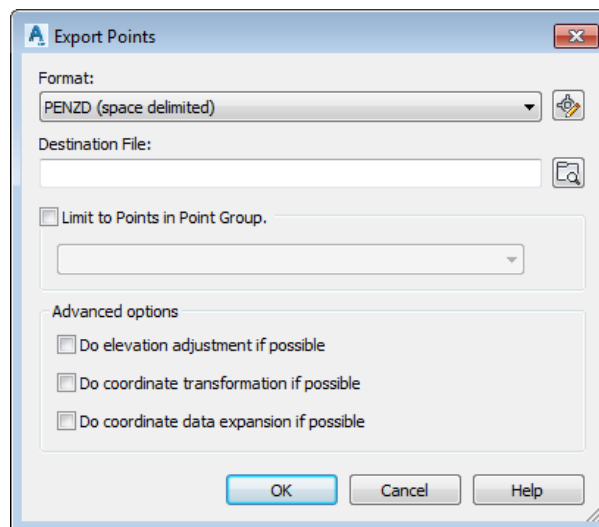 Export Points
Format:
PENZD (space delimited)
Destination File:
Limit to Points in Point Group.
Advanced options
Do elevation adjustment if possible
Do coordinate transformation if possible
Do coordinate data expansion if possible
OK Cancel Help